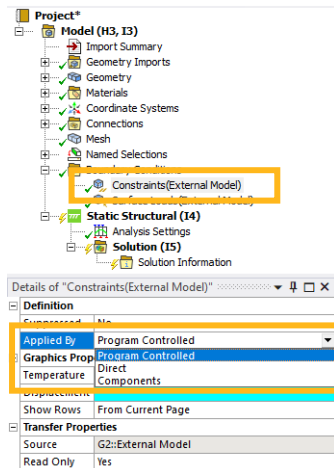 Project*
Model (H3, I3)
Import Summary
Geometry Imports
Geometry
Materials
Coordinate Systems
Connections
Mesh
Named Selections
Boundary Conditions
Constraints(External Model)
Static Structural (I4)
Analysis Settings
Solution (I5)
Solution Information
Details of "Constraints(External Model)"
Definition
Suppressed No
Applied By Program Controlled
Graphics Prop Program Controlled
Temperature Direct
Components
Displacement
Show Rows From Current Page
Transfer Properties
Source G2::External Model
Read Only Yes